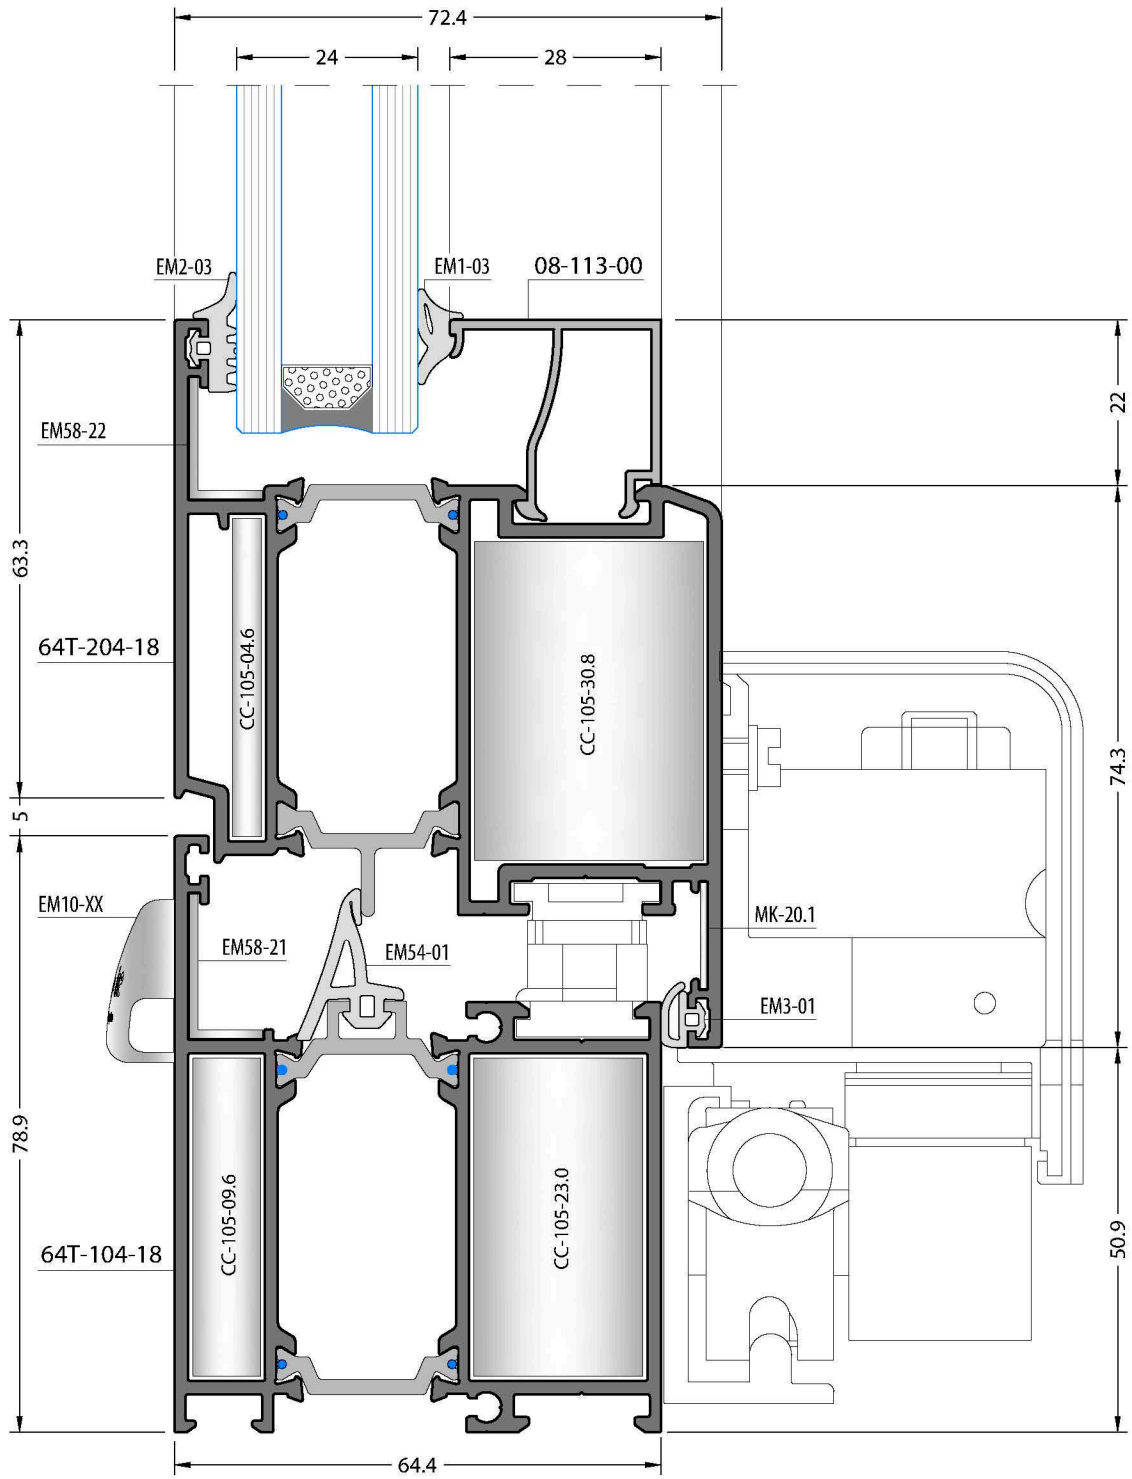 72.4
24
28
EM2-03
EM1-03
08-113-00
22
EM58-22
63.3
64T-204-18
CC-105-04.6
CC-105-30.8
74.3
5
EM10-XX
EM58-21
EM54-01
MK-20.1
EM3-01
78.9
CC-105-09.6
CC-105-23.0
64T-104-18
50.9
64.4